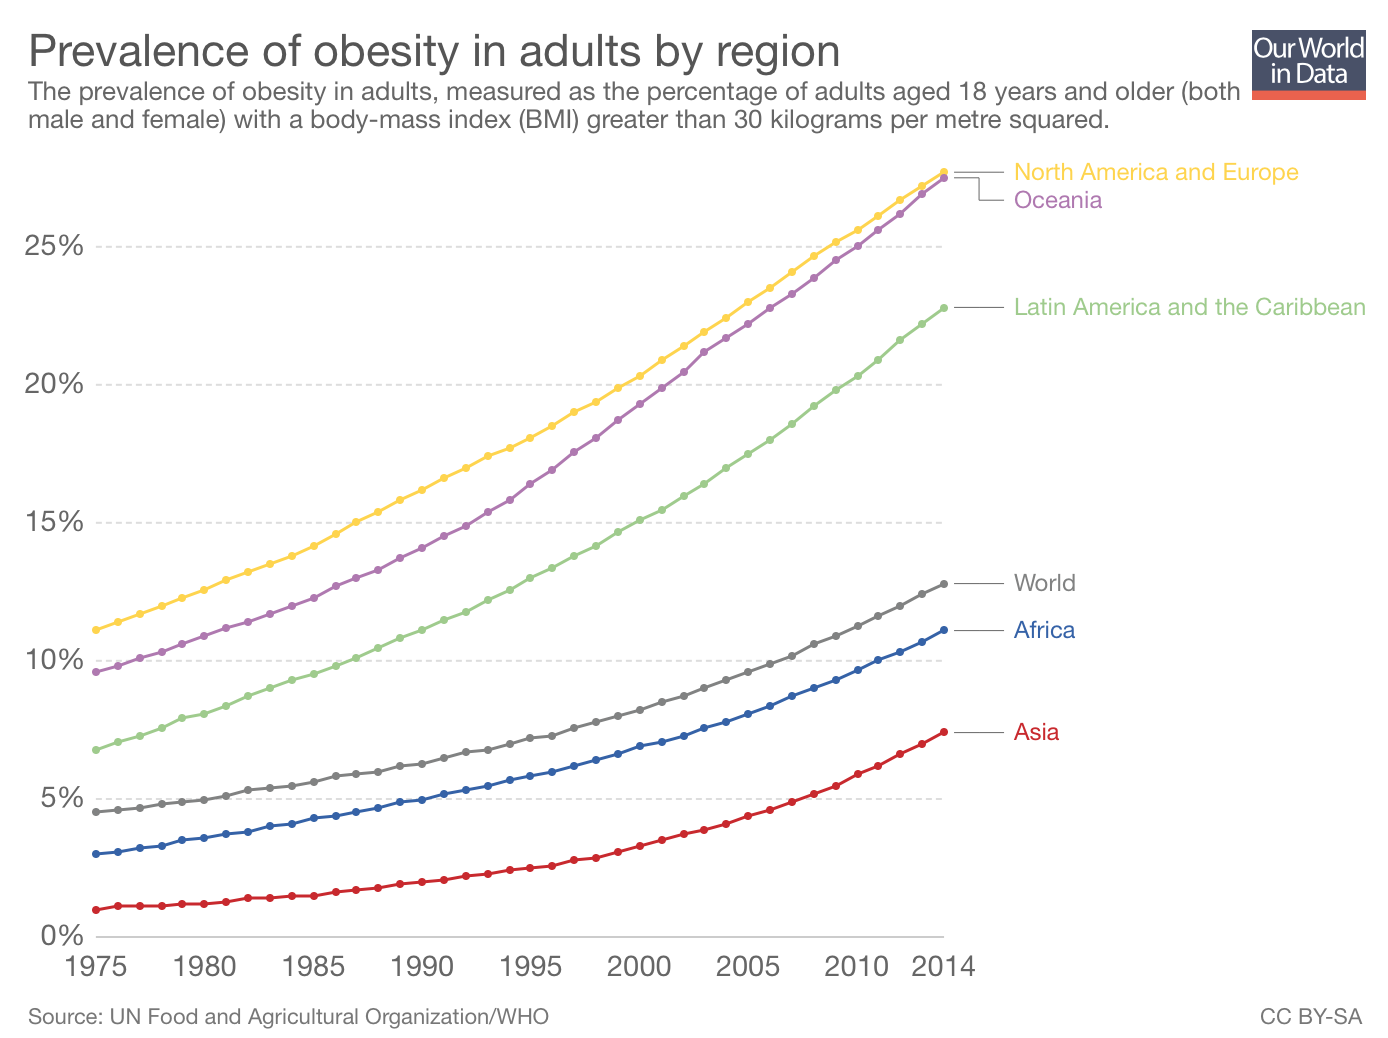 Prevalence of obesity in adults by region
Our World
in Data
The prevalence of obesity in adults, measured as the percentage of adults aged 18 years and older (both
male and female) with a body-mass index (BMI) greater than 30 kilograms per metre squared.
North America and Europe
Oceania
25%
Latin America and the Caribbean
20%
15%
World
Africa
10%
Asia
5%
0%
1975 1980 1985 1990 1995 2000 2005 2010 2014
Source: UN Food and Agricultural Organization/WHO
CC BY-SA